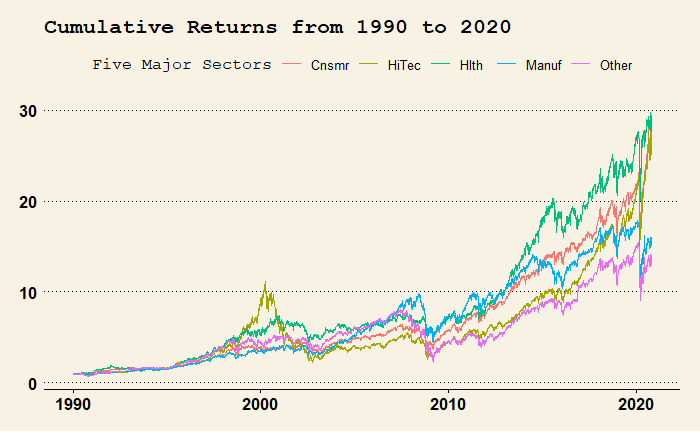 Cumulative Returns from 1990 to 2020
Five Major Sectors Cnsmr HiTec Hlth Manuf Other
30
20
10
0
1990 2000 2010 2020